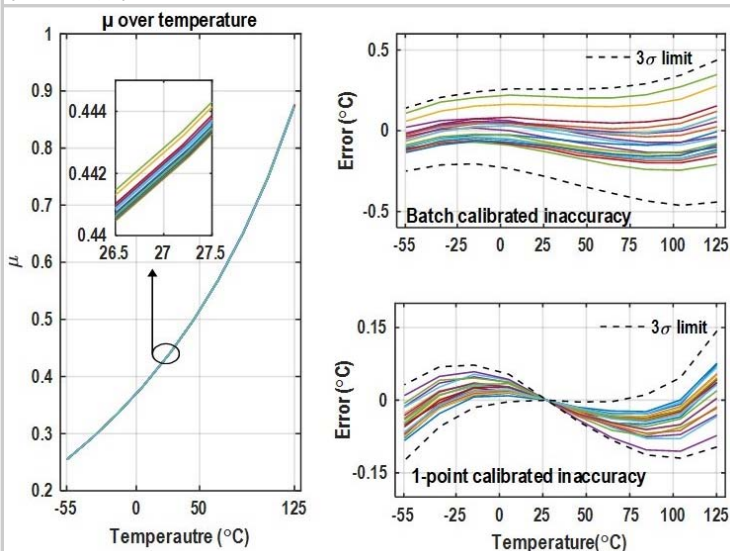 μ over temperature
1
0.9
0.8
0.7
0.6
0.5
0.4
0.3
0.2
μ
0.444
0.442
0.44
26.5 27 27.5
-55 0 50 125
Temperautre (°C)
0.5
0
-0.5
Error (°C)
3σ limit
Batch calibrated inaccuracy
-55 -25 0 25 50 75 100 125
0.15
0
-0.15
Error (°C)
3σ limit
1-point calibrated inaccuracy
-55 -25 0 25 50 75 100 125
Temperature(°C)